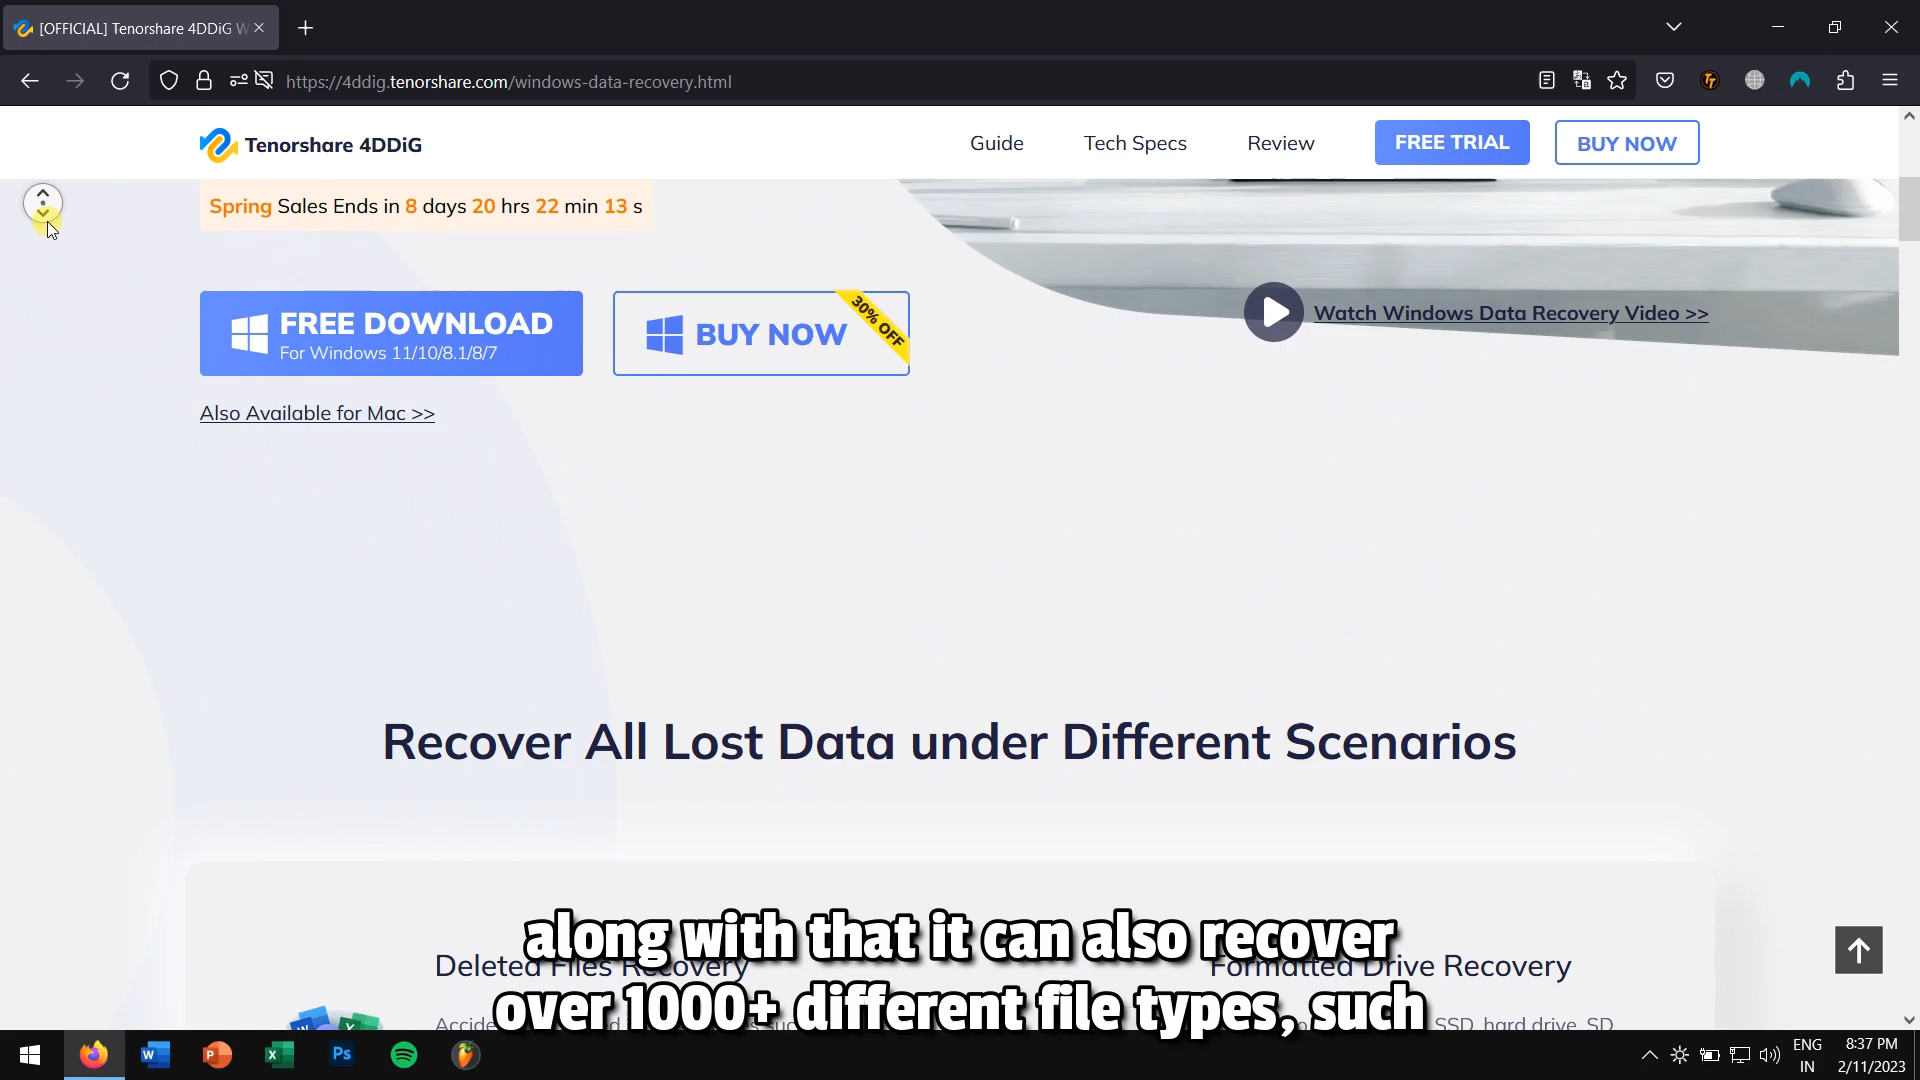 [OFFICIAL] Tenorshare 4DDiG W
https://4ddig.tenorshare.com/windows-data-recovery.html
Tenorshare 4DDiG
Guide
Tech Specs
Review
FREE TRIAL
BUY NOW
Spring Sales Ends in 8 days 20 hrs 22 min 13 s
FREE DOWNLOAD
For Windows 11/10/8.1/8/7
BUY NOW
30% OFF
Watch Windows Data Recovery Video >>
Also Available for Mac >>
Recover All Lost Data under Different Scenarios
Deleted Files Recovery
Formatted Drive Recovery
along with that it can also recover
over 1000+ different file types, such
SSD, hard drive, SD
ENG
IN
8:37 PM
2/11/2023